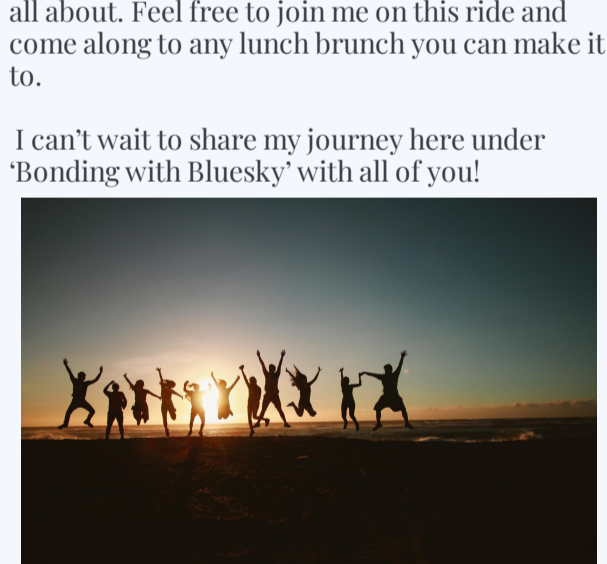 all about. Feel free to join me on this ride and
come along to any lunch brunch you can make it
to.
I can’t wait to share my journey here under
‘Bonding with Bluesky’ with all of you!